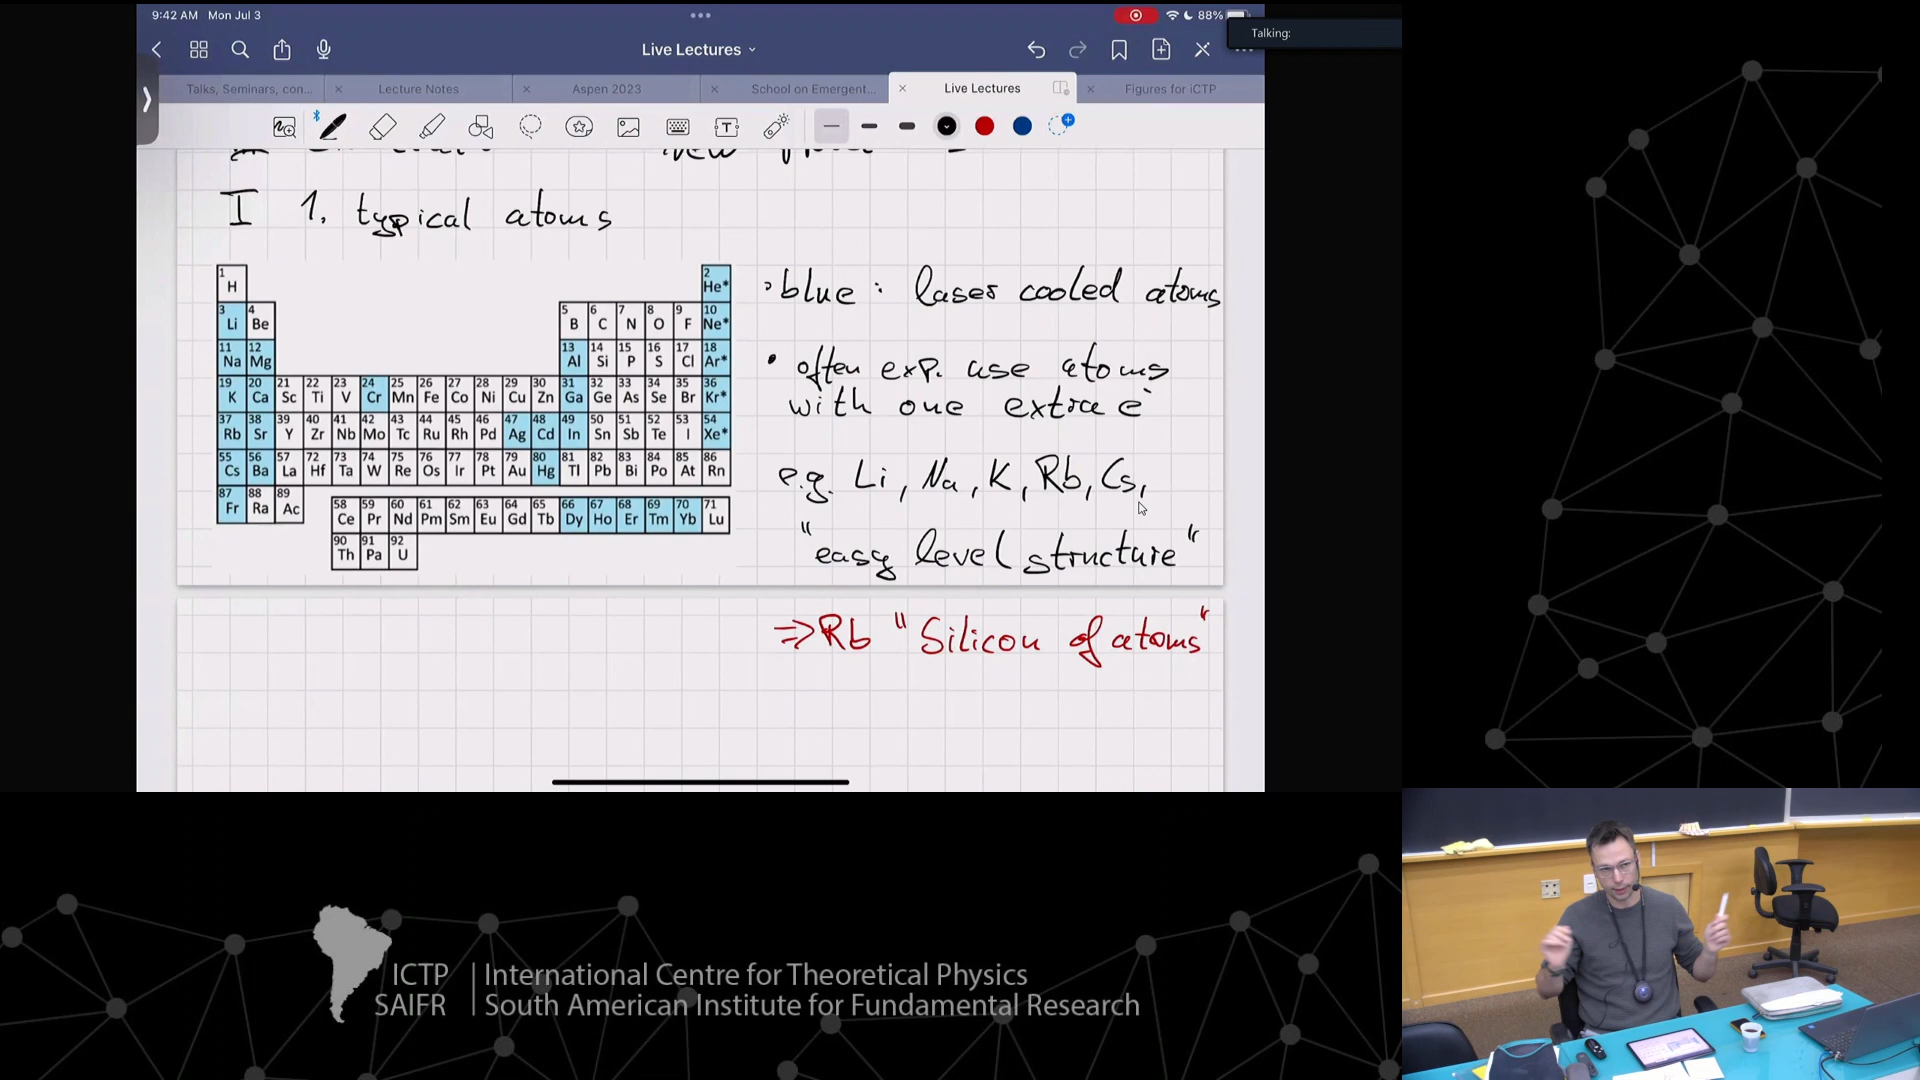 9:42 AM Mon Jul 3
88%
Talking:
Live Lectures
Talks, Seminars, con...
Lecture Notes
Aspen 2023
School on Emergent...
Live Lectures
Figures for iCTP
New
I 1. typical atoms
1 H 2 He*
3 Li 4 Be 5 B 6 C 7 N 8 O 9 F 10 Ne*
11 Na 12 Mg 13 Al 14 Si 15 P 16 S 17 Cl 18 Ar*
19 K 20 Ca 21 Sc 22 Ti 23 V 24 Cr 25 Mn 26 Fe 27 Co 28 Ni 29 Cu 30 Zn 31 Ga 32 Ge 33 As 34 Se 35 Br 36 Kr*
37 Rb 38 Sr 39 Y 40 Zr 41 Nb 42 Mo 43 Tc 44 Ru 45 Rh 46 Pd 47 Ag 48 Cd 49 In 50 Sn 51 Sb 52 Te 53 I 54 Xe*
55 Cs 56 Ba 57 La 72 Hf 73 Ta 74 W 75 Re 76 Os 77 Ir 78 Pt 79 Au 80 Hg 81 Tl 82 Pb 83 Bi 84 Po 85 At 86 Rn
87 Fr 88 Ra 89 Ac
58 Ce 59 Pr 60 Nd 61 Pm 62 Sm 63 Eu 64 Gd 65 Tb 66 Dy 67 Ho 68 Er 69 Tm 70 Yb 71 Lu
90 Th 91 Pa 92 U
• blue : laser cooled atoms
• often exp. use atoms
with one extra e⁻
e.g. Li, Na, K, Rb, Cs,
"easy level structure"
⇒ Rb "Silicon of atoms"
ICTP | International Centre for Theoretical Physics
SAIFR | South American Institute for Fundamental Research